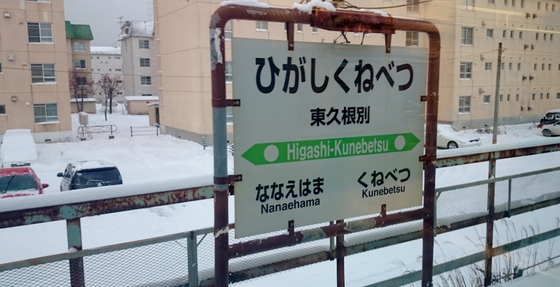 ひがしくねべつ
東久根別
Higashi-Kunebetsu
ななえはま くねべつ
Nanaehama Kunebetsu